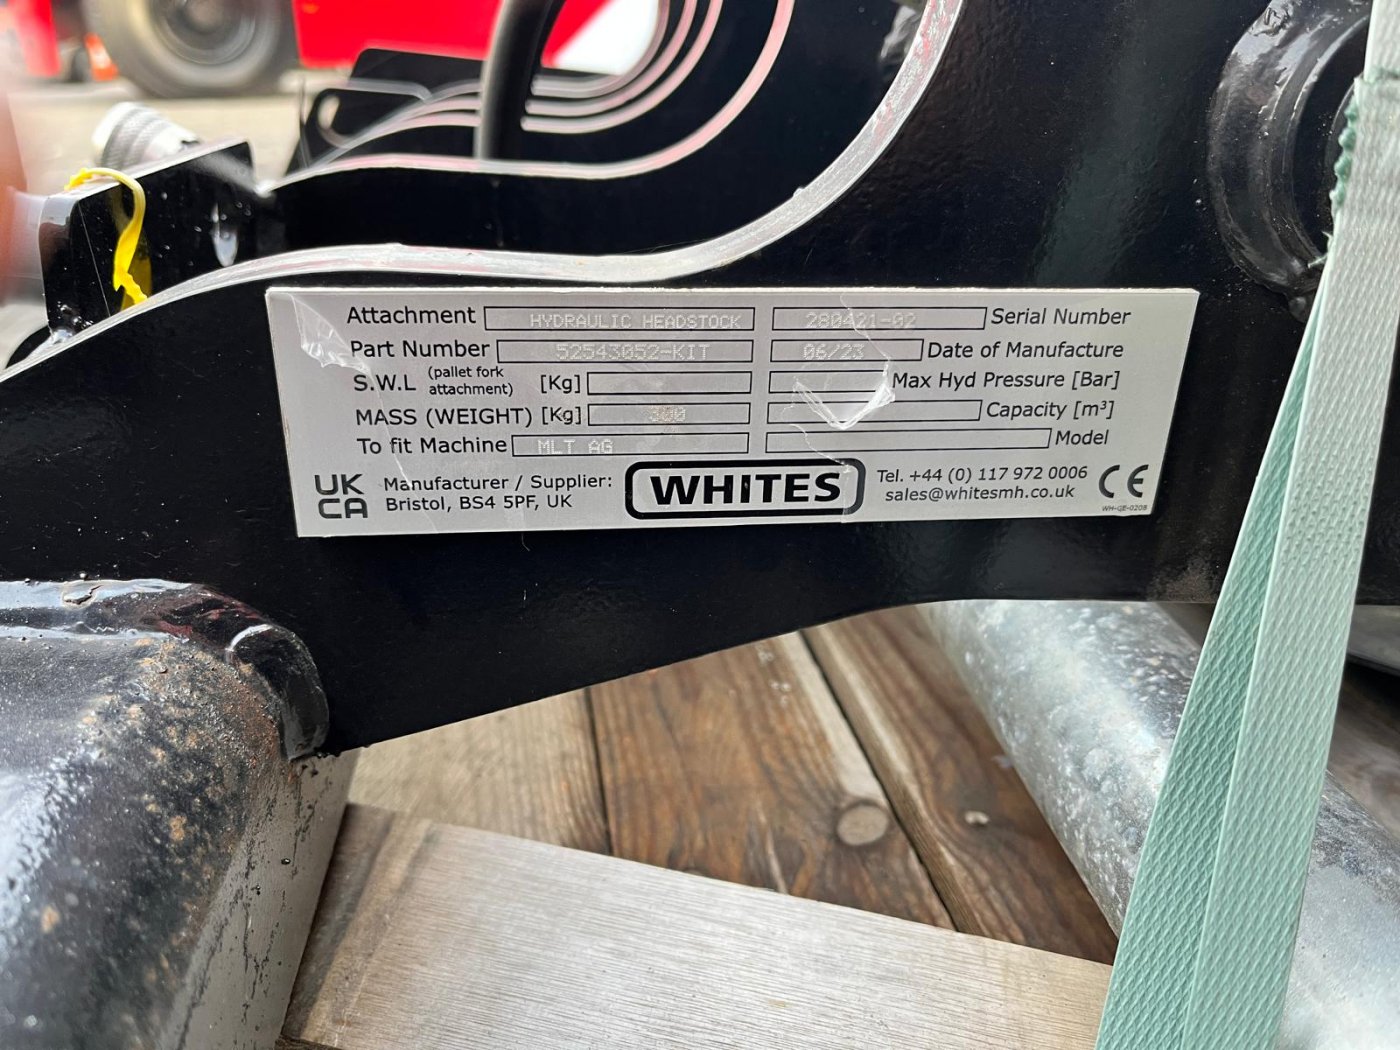 Attachment HYDRAULIC HEADSTOCK 280421-02 Serial Number
Part Number 52543052-KIT 06/23 Date of Manufacture
S.W.L (pallet fork attachment) [Kg] Max Hyd Pressure [Bar]
MASS (WEIGHT) [Kg] 300 Capacity [m³]
To fit Machine MLT AG Model
UK CA
Manufacturer / Supplier:
Bristol, BS4 5PF, UK
WHITES
Tel. +44 (0) 117 972 0006
sales@whitesmh.co.uk
CE
WH-QE-020B